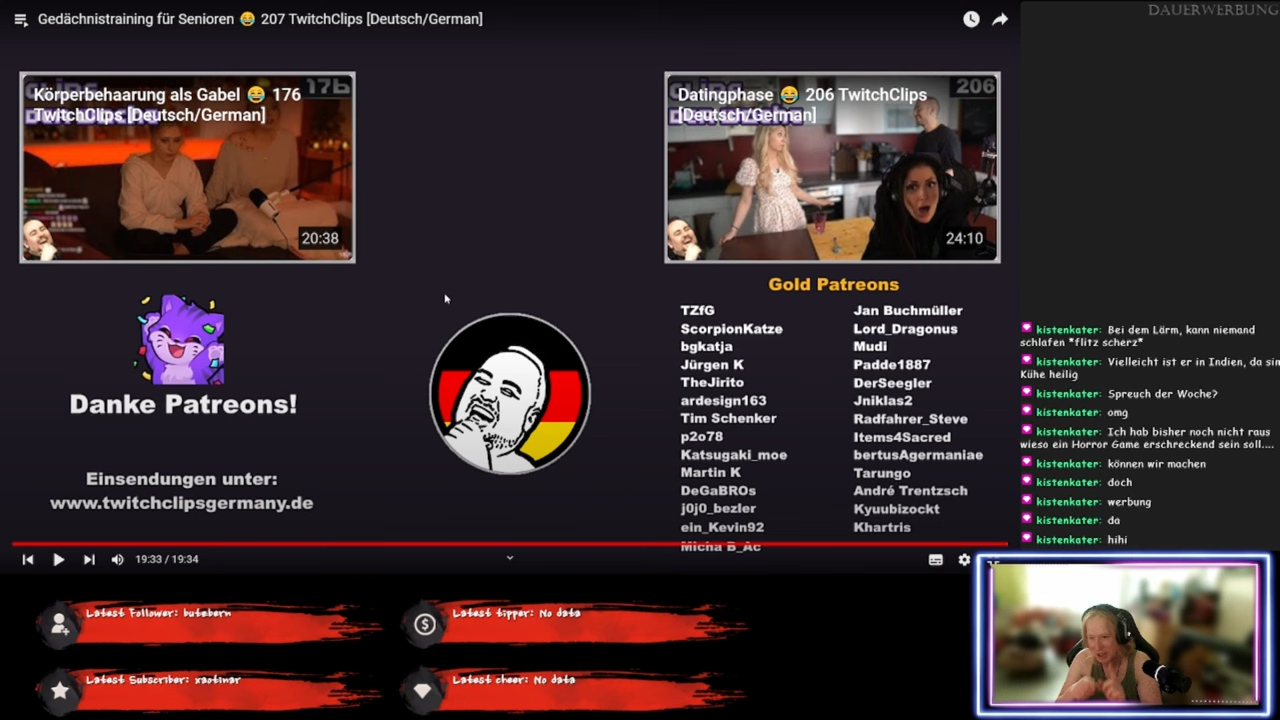 Gedächnistraining für Senioren 😂 207 TwitchClips [Deutsch/German]
DAUERWERBUNG
Körperbehaarung als Gabel 😂 176
TwitchClips [Deutsch/German]
20:38
Datingphase 😂 206 TwitchClips
[Deutsch/German]
206
24:10
Danke Patreons!
Einsendungen unter:
www.twitchclipsgermany.de
Gold Patreons
TZfG
ScorpionKatze
bgkatja
Jürgen K
TheJirito
ardesign163
Tim Schenker
p2o78
Katsugaki_moe
Martin K
DeGaBROs
j0j0_bezler
ein_Kevin92
Micha B_Ac
Jan Buchmüller
Lord_Dragonus
Mudi
Padde1887
DerSeegler
Jniklas2
Radfahrer_Steve
Items4Sacred
bertusAgermaniae
Tarungo
André Trentzsch
Kyuubizockt
Khartris
kistenkater: Bei dem Lärm, kann niemand
schlafen *flitz scherz*
kistenkater: Vielleicht ist er in Indien, da sin
Kühe heilig
kistenkater: Spreuch der Woche?
kistenkater: omg
kistenkater: Ich hab bisher noch nicht raus
wieso ein Horror Game erschreckend sein soll....
kistenkater: können wir machen
kistenkater: doch
kistenkater: werbung
kistenkater: da
kistenkater: hihi
19:33 / 19:34
Latest Follower: butebern
Latest tipper: No data
Latest Subscriber: xaotinar
Latest cheer: No data